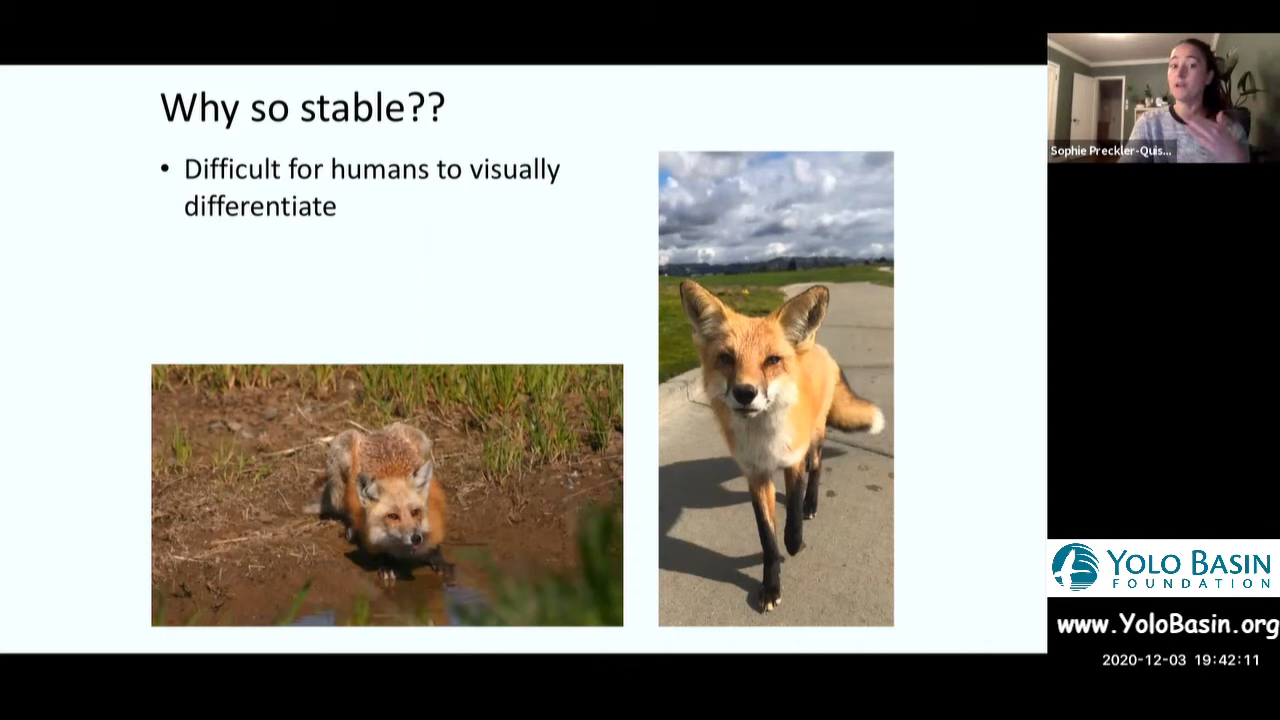 Why so stable??
• Difficult for humans to visually
differentiate
Sophie Preckler-Quis...
YOLO BASIN
FOUNDATION
www.YoloBasin.org
2020-12-03 19:42:11